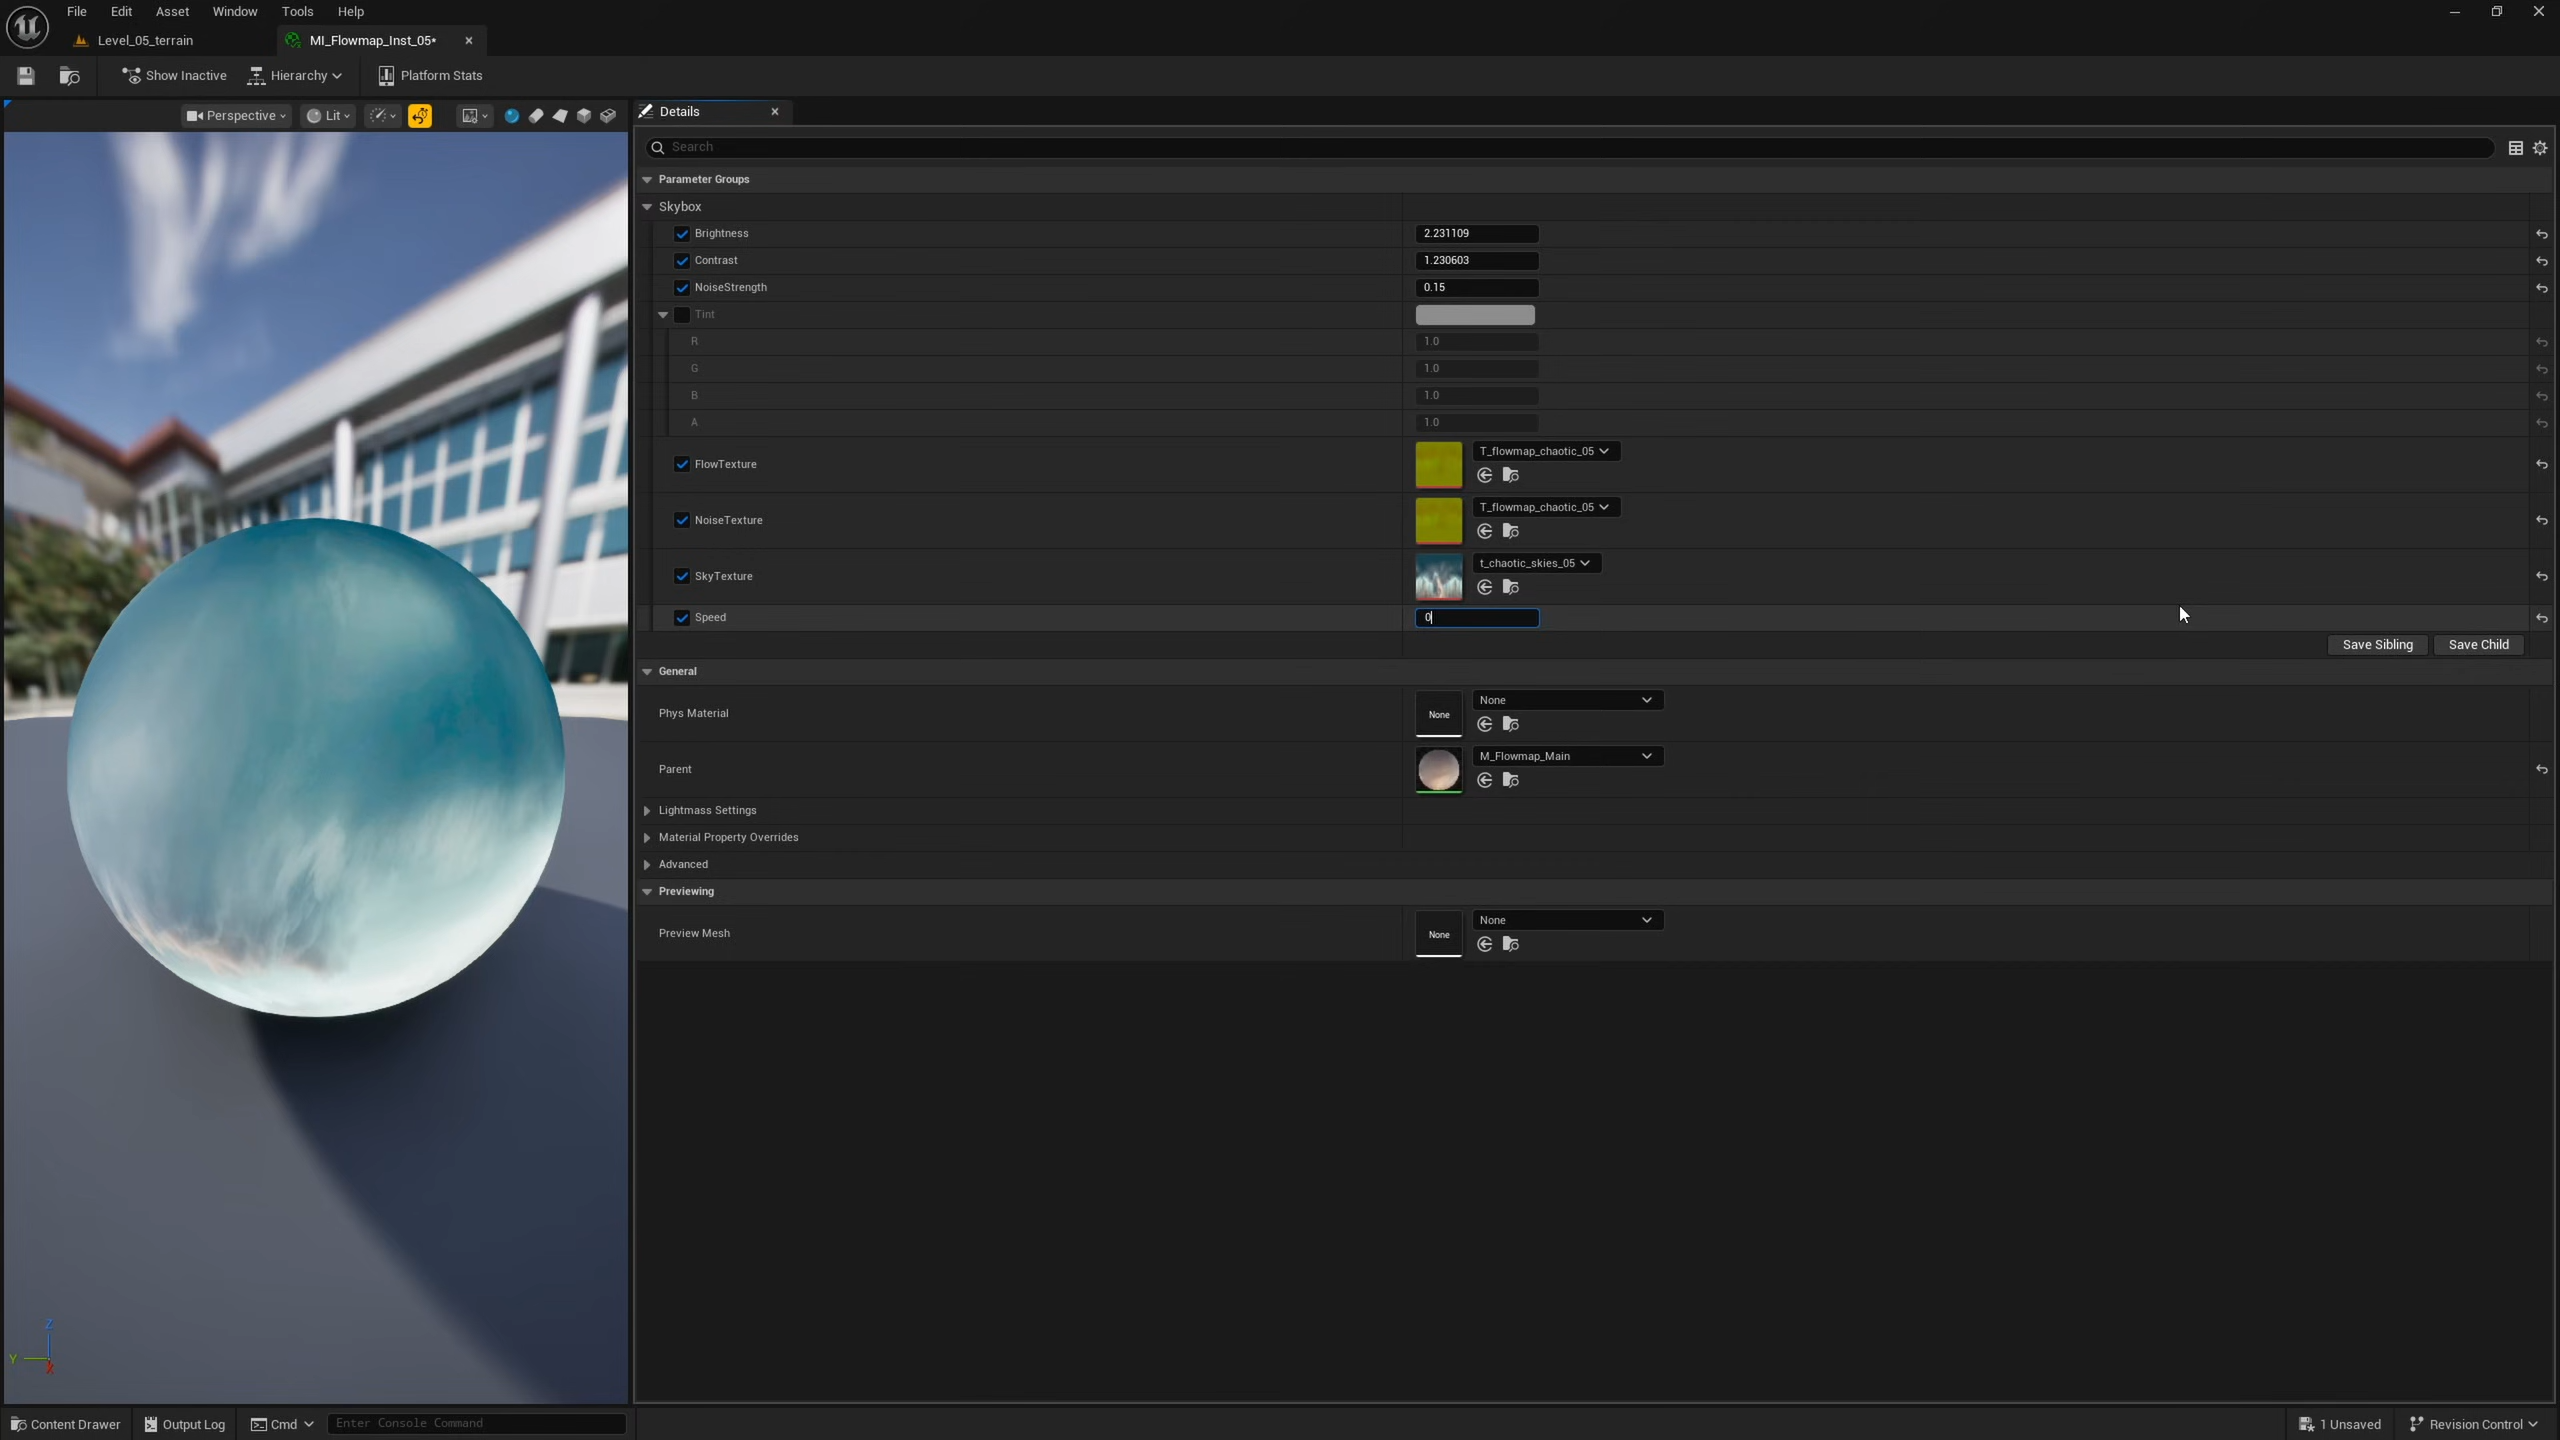 File Edit Asset Window Tools Help
Level_05_terrain MI_Flowmap_Inst_05*
Show Inactive Hierarchy Platform Stats
Perspective Lit
Details
Search
Parameter Groups
Skybox
Brightness 2.231109
Contrast 1.230603
NoiseStrength 0.15
Tint
R 1.0
G 1.0
B 1.0
A 1.0
FlowTexture T_flowmap_chaotic_05
NoiseTexture T_flowmap_chaotic_05
SkyTexture t_chaotic_skies_05
Speed 0
Save Sibling Save Child
General
Phys Material None None
Parent M_Flowmap_Main
Lightmass Settings
Material Property Overrides
Advanced
Previewing
Preview Mesh None None
Z
Y
X
Content Drawer Output Log Cmd Enter Console Command 1 Unsaved Revision Control